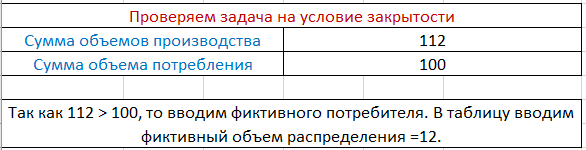 Проверяем задача на условие закрытости
Сумма объемов производства 112
Сумма объема потребления 100
Так как 112 > 100, то вводим фиктивного потребителя. В таблицу вводим
фиктивный объем распределения =12.